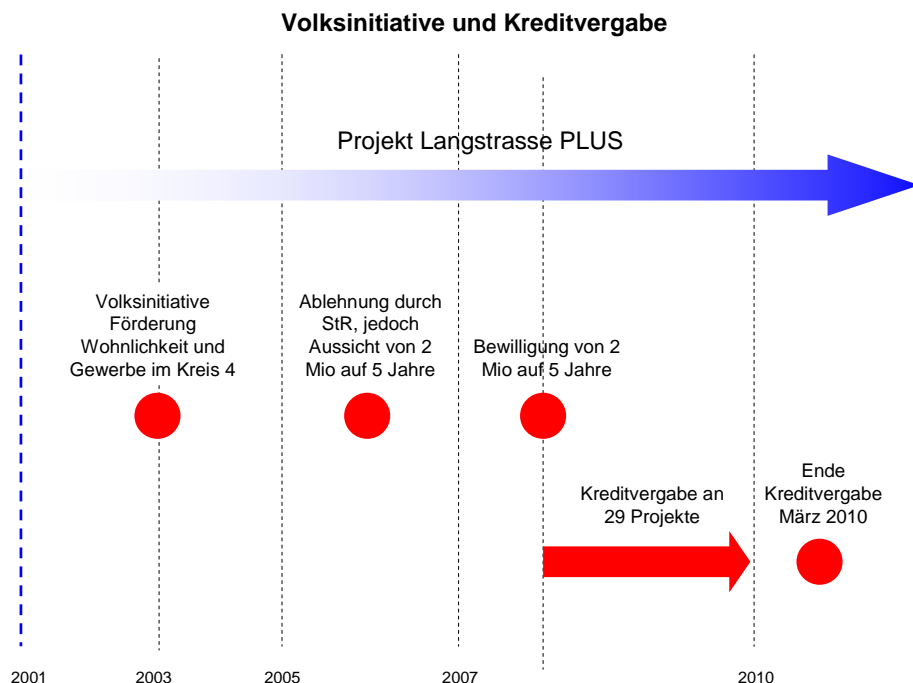 Volksinitiative und Kreditvergabe
Projekt Langstrasse PLUS
Volksinitiative
Förderung
Wohnlichkeit und
Gewerbe im Kreis 4
Ablehnung durch
StR, jedoch
Aussicht von 2
Mio auf 5 Jahre
Bewilligung von 2
Mio auf 5 Jahre
Kreditvergabe an
29 Projekte
Ende
Kreditvergabe
März 2010
2001
2003
2005
2007
2010